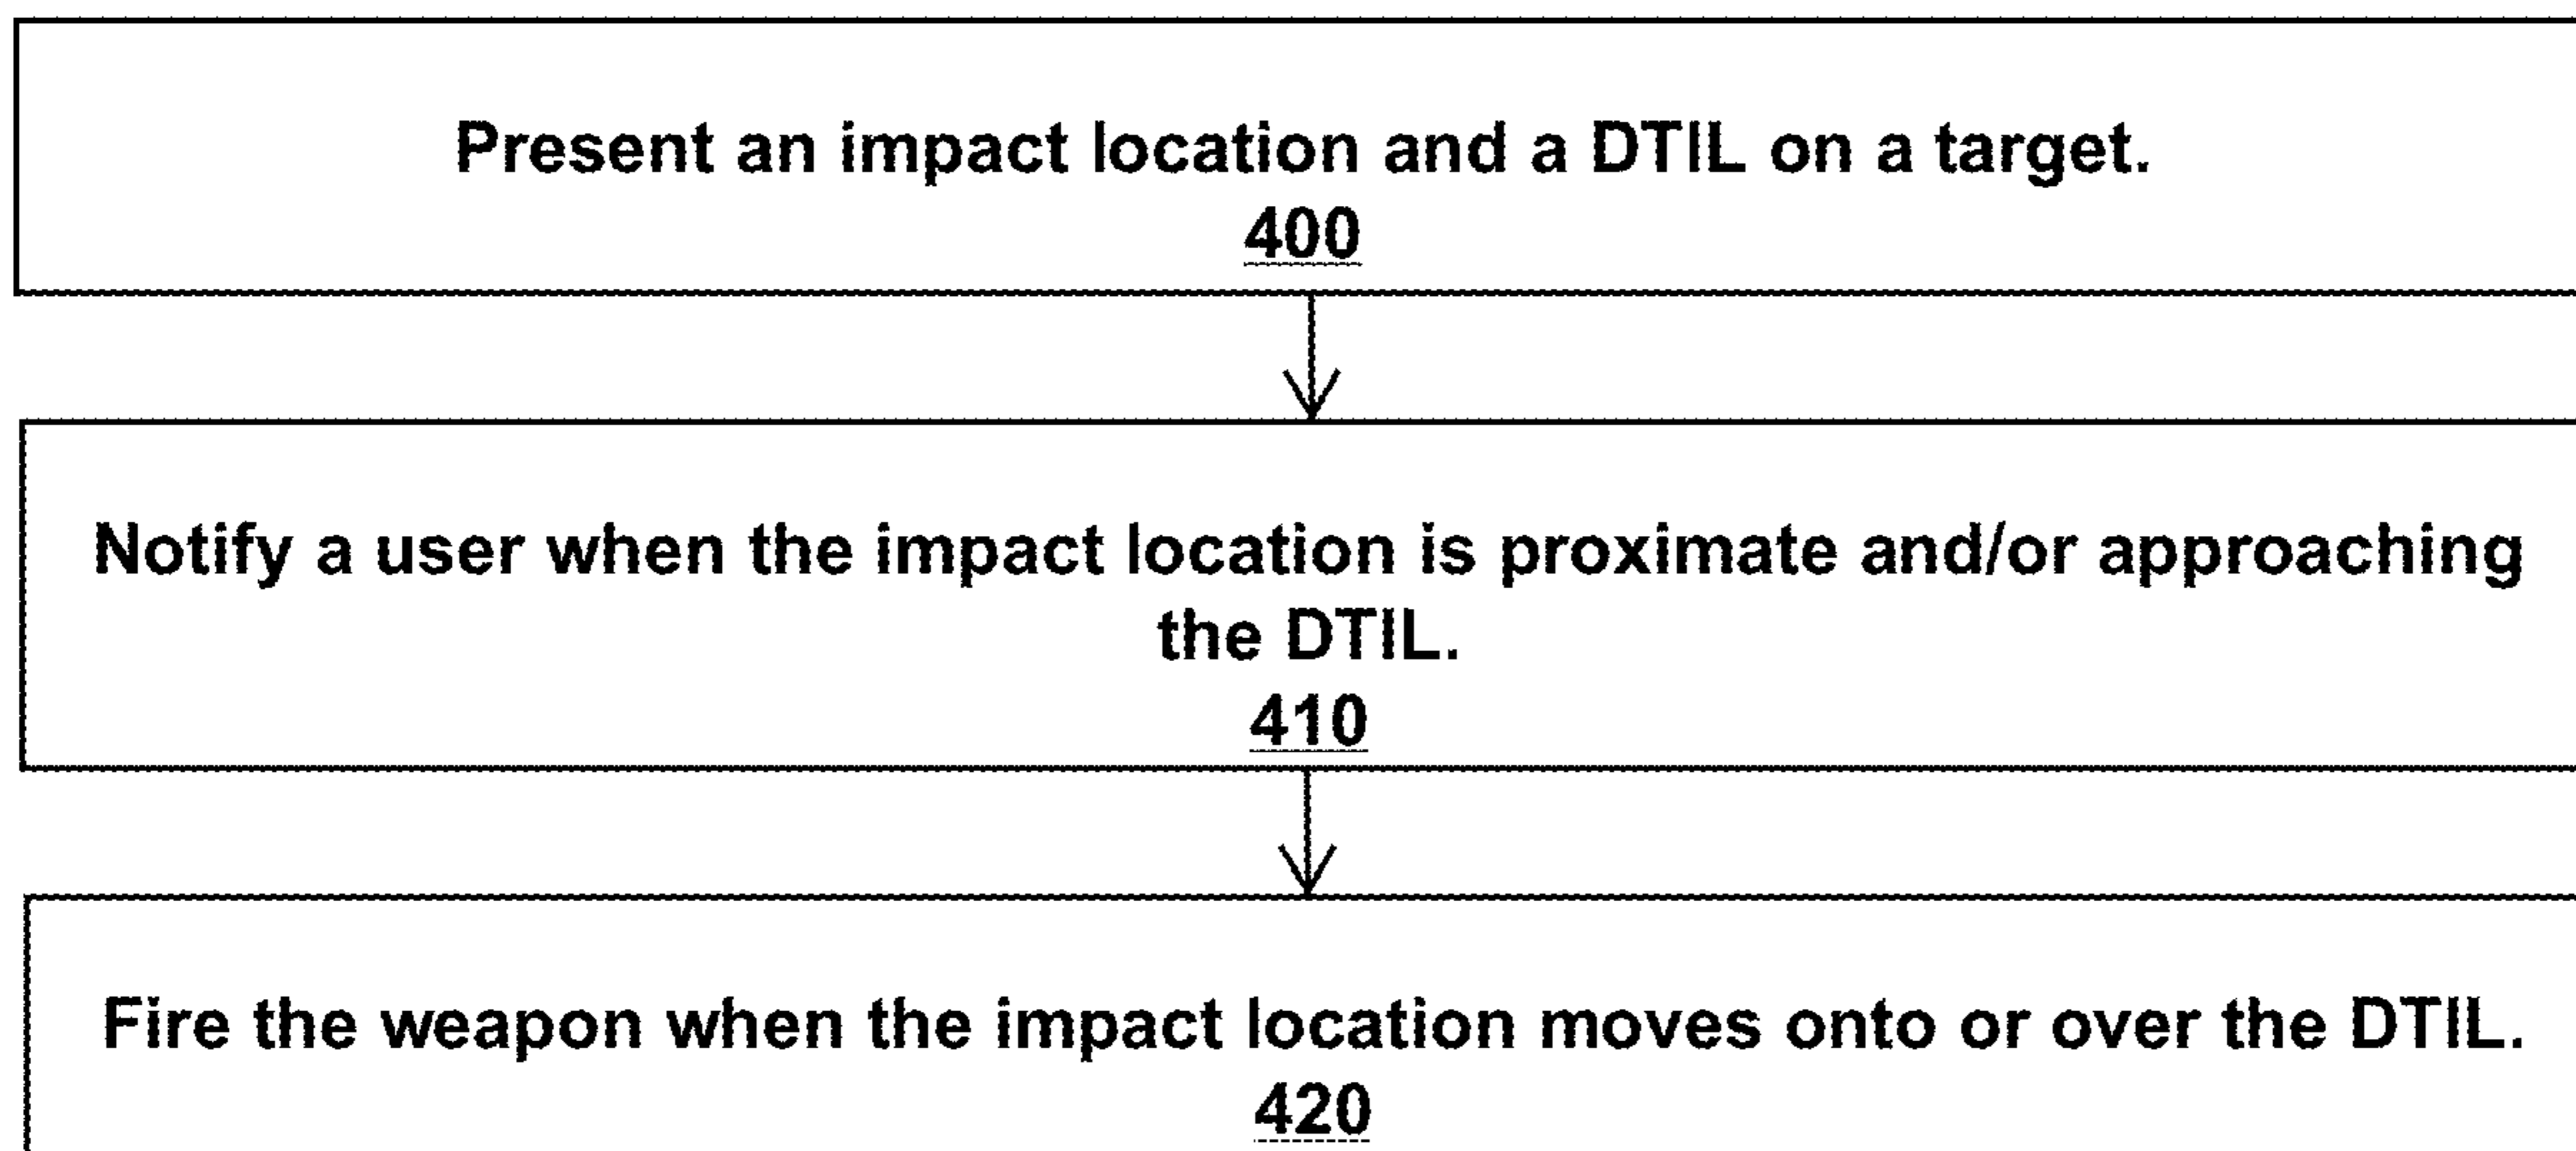 Present an impact location and a DTIL on a target.
400
Notify a user when the impact location is proximate and/or approaching
the DTIL.
410
Fire the weapon when the impact location moves onto or over the DTIL.
420